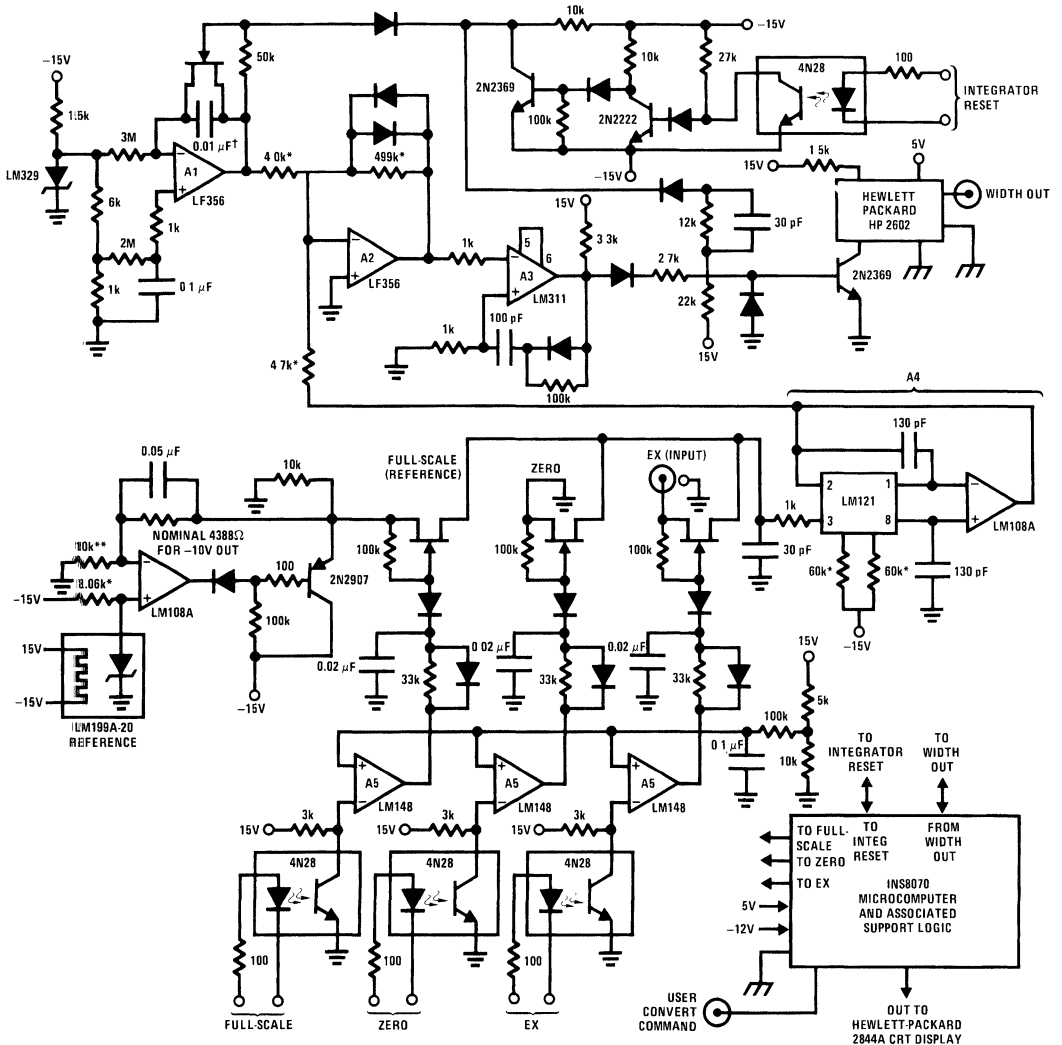 10k
−15V
−15V
50k
10k
27k
4N28
100
2N2369
2N2222
100k
INTEGRATOR
RESET
1.5k
3M
0.01 µF†
LM329
A1
LF356
4 0k*
499k*
−15V
15V
1 5k
5V
HEWLETT
PACKARD
HP 2602
WIDTH OUT
6k
1k
2M
1k
0 1 µF
A2
LF356
1k
15V
3 3k
5
6
A3
LM311
12k
30 pF
2 7k
22k
15V
2N2369
1k
100 pF
100k
4 7k*
A4
130 pF
0.05 µF
10k
FULL-SCALE
(REFERENCE)
ZERO
EX (INPUT)
2
1
LM121
3
8
LM108A
1k
NOMINAL 4388Ω
FOR −10V OUT
10k**
8.06k*
−15V
LM108A
100
2N2907
100k
100k
100k
100k
30 pF
60k*
60k*
130 pF
−15V
15V
−15V
LM199A-20
REFERENCE
−15V
0.02 µF
33k
0 02 µF
33k
0.02 µF
33k
15V
5k
100k
0 1 µF
10k
A5
LM148
A5
LM148
A5
LM148
TO
INTEGRATOR
RESET
TO
WIDTH
OUT
15V
3k
15V
3k
15V
3k
4N28
4N28
4N28
TO FULL-
SCALE
TO ZERO
TO EX
5V
−12V
TO
INTEG
RESET
FROM
WIDTH
OUT
INS8070
MICROCOMPUTER
AND ASSOCIATED
SUPPORT LOGIC
100
100
100
FULL-SCALE
ZERO
EX
USER
CONVERT
COMMAND
OUT TO
HEWLETT-PACKARD
2844A CRT DISPLAY